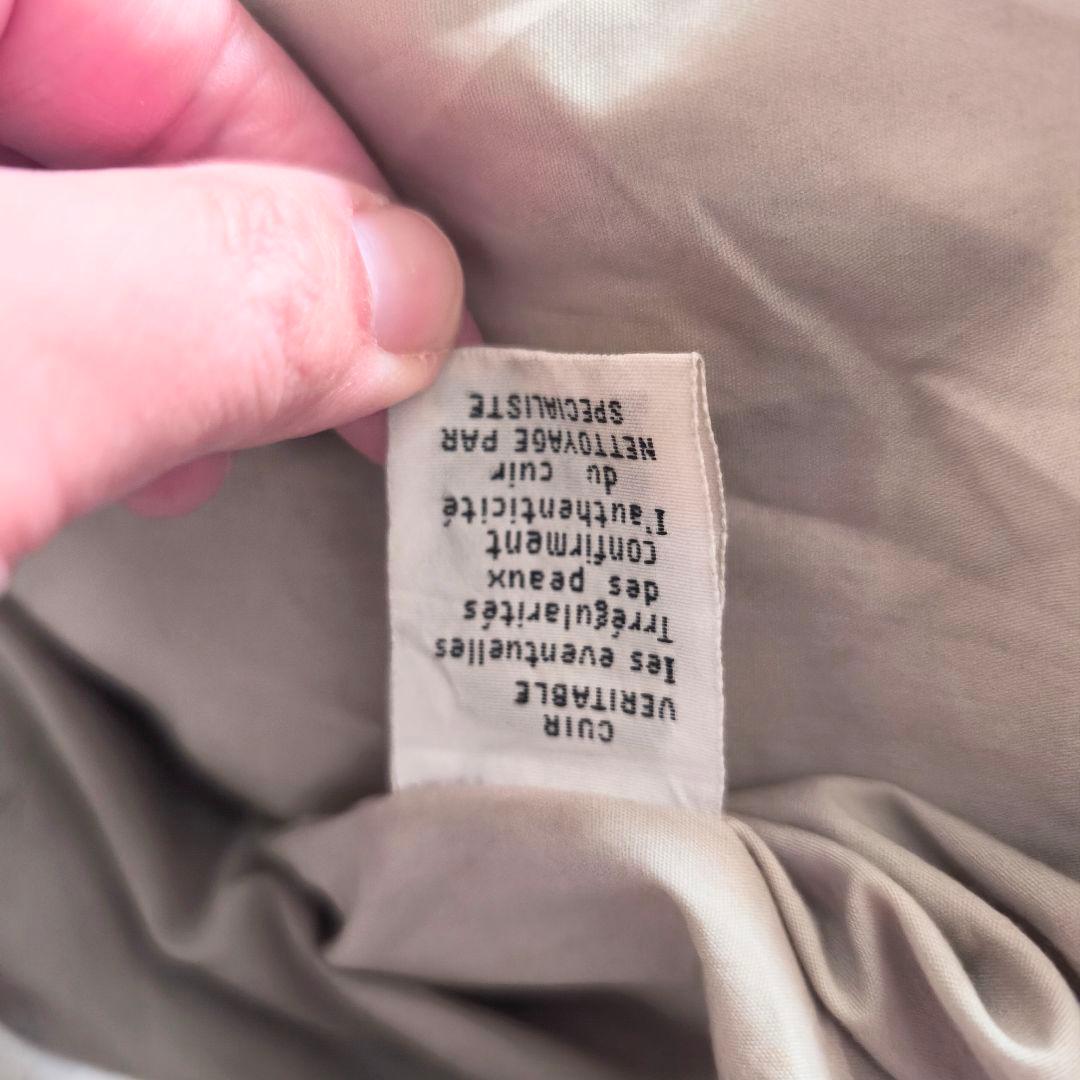 CUIR
VERITABLE
les eventuelles
Irrégularités
des peaux
confirment
l'authenticité
du cuir
NETTOYAGE PAR
SPECIALISTE